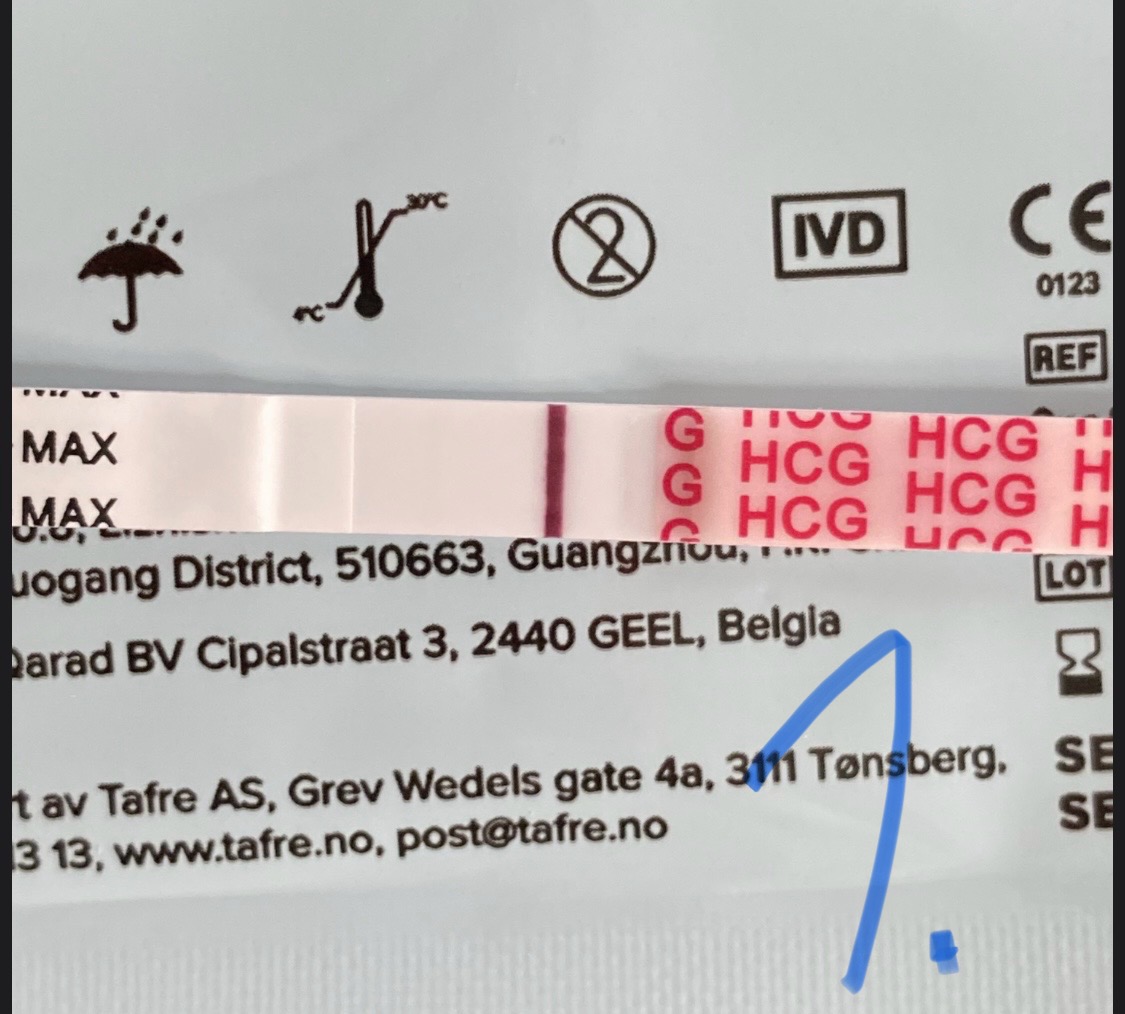 30°C
4°C
2
IVD
CE
0123
REF
MAX
MAX
G HCG HCG H
G HCG HCG H
uogang District, 510663, Guangzhou,
LOT
Qarad BV Cipalstraat 3, 2440 GEEL, Belgia
t av Tafre AS, Grev Wedels gate 4a, 3111 Tønsberg,
SE
3 13, www.tafre.no, post@tafre.no
SE
1.